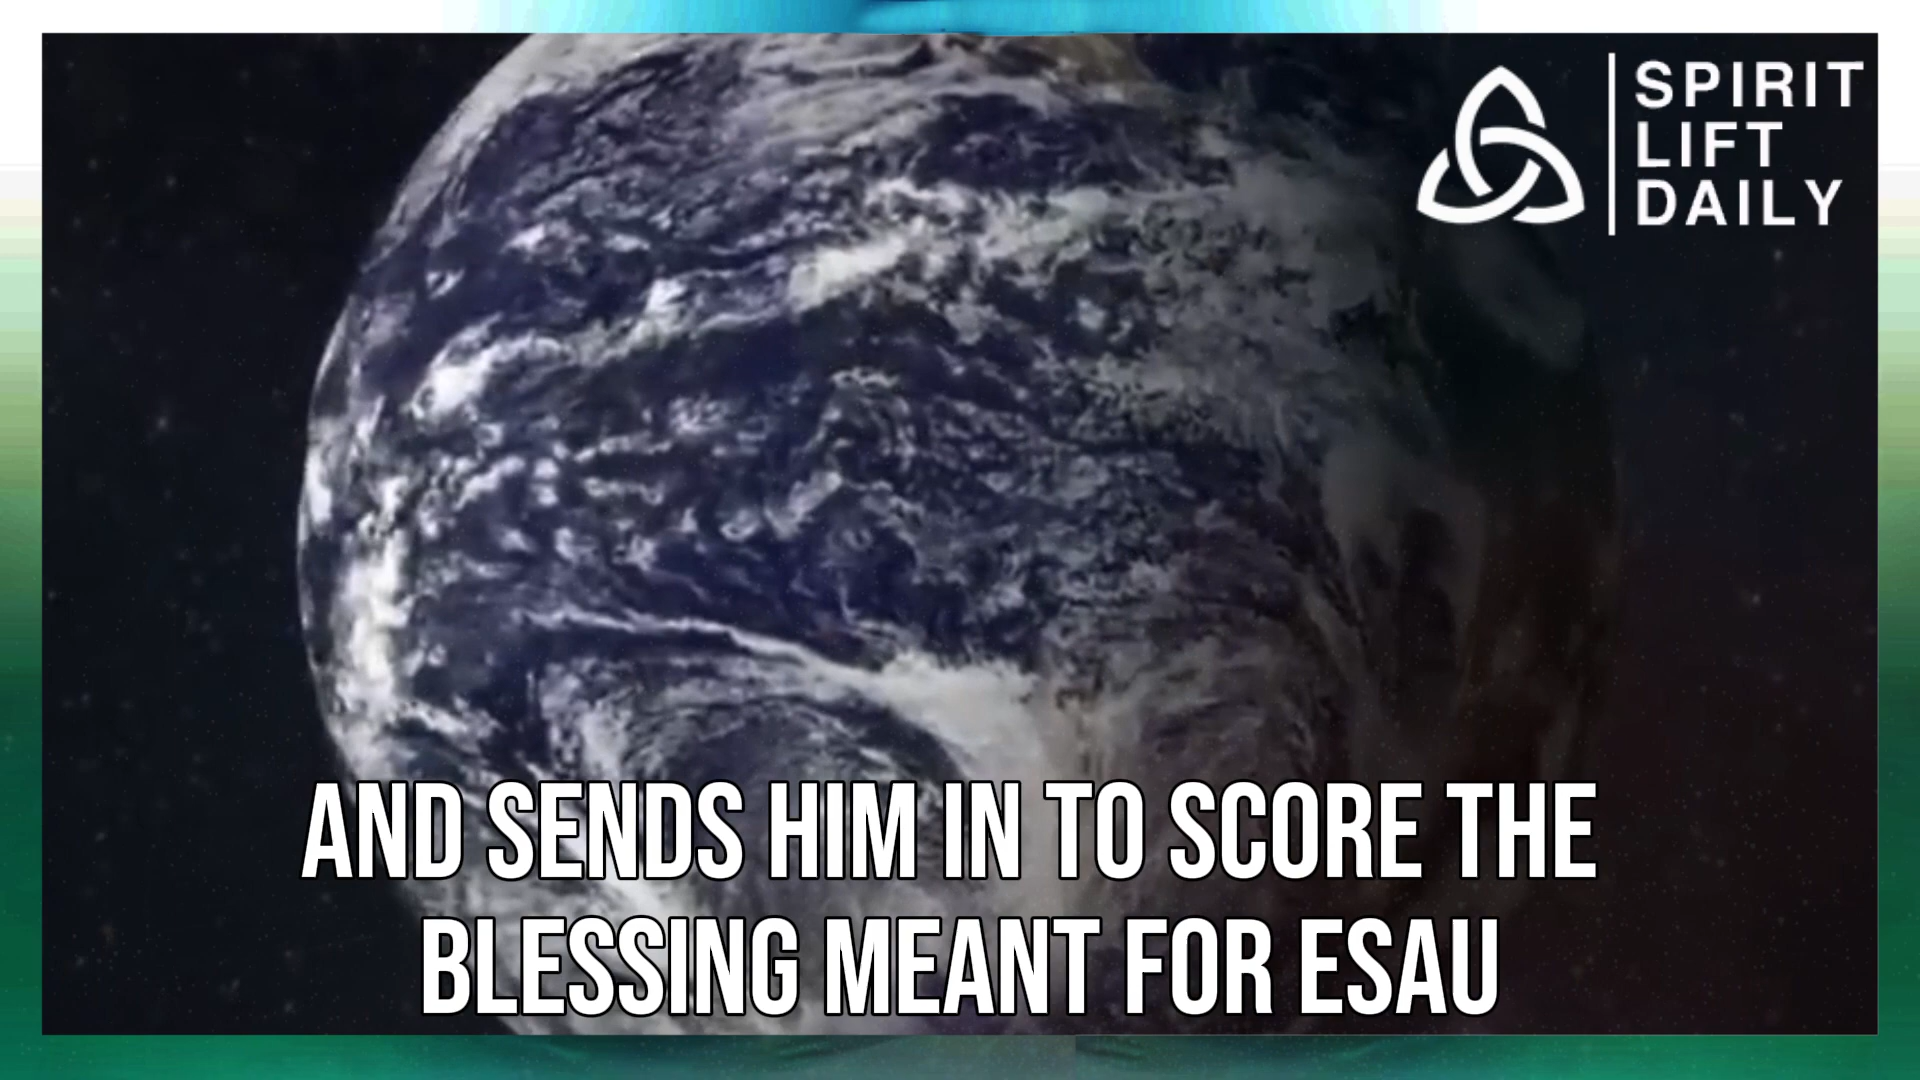 SPIRIT
LIFT
DAILY
AND SENDS HIM IN TO SCORE THE
BLESSING MEANT FOR ESAU